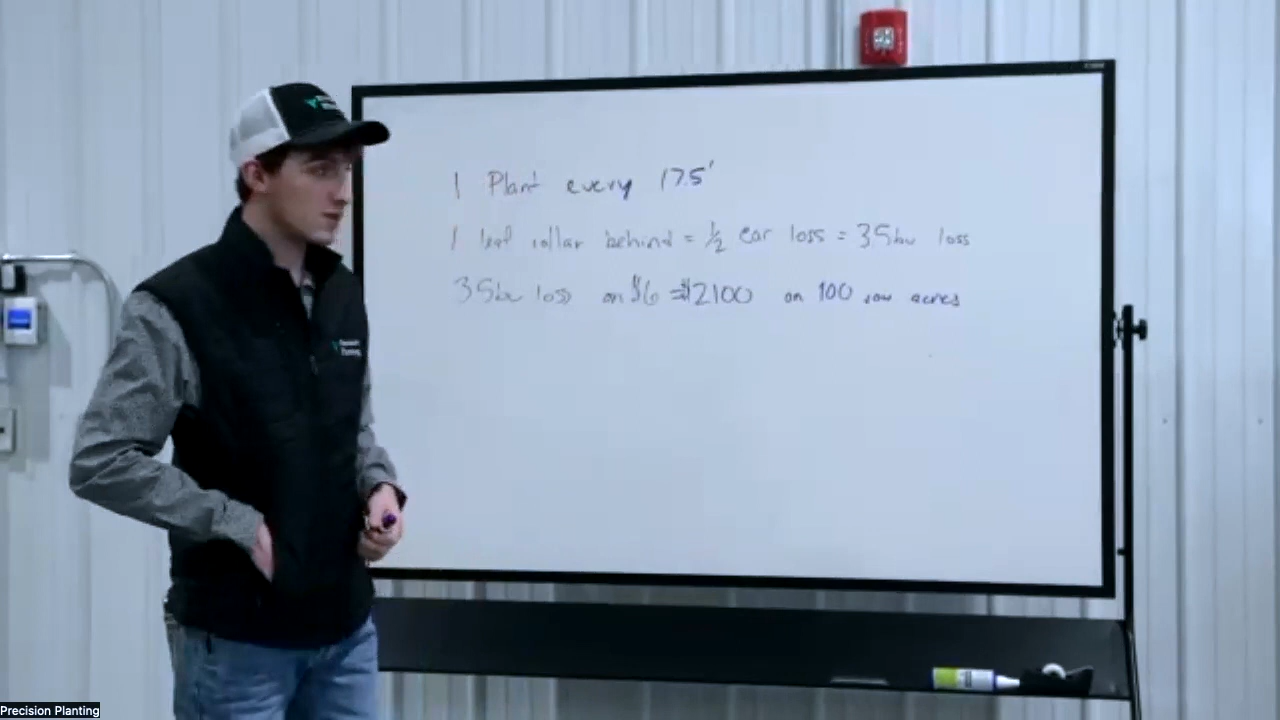 1 Plant every 17.5'
1 leaf collar behind = 1/2 ear loss = 3.5bu loss
3.5bu loss on $6 = $2100 on 100 row acres
Precision Planting